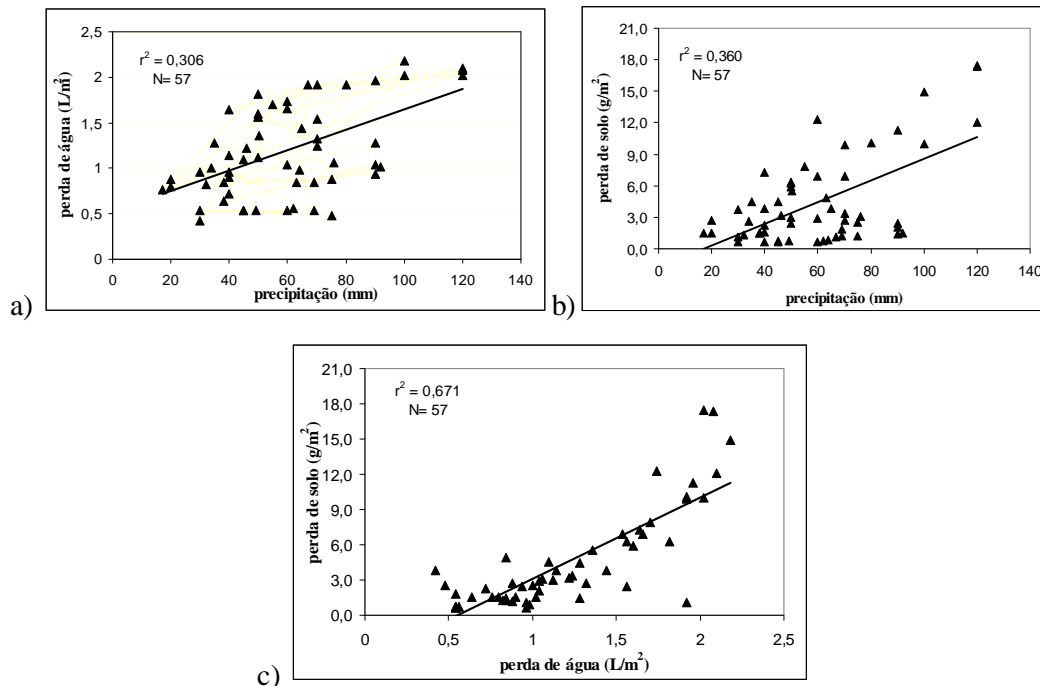 2,5
2
1,5
1
0,5
0
r² = 0,306
N= 57
perda de água (L/m²)
0 20 40 60 80 100 120 140
precipitação (mm)
a)
21,0
18,0
15,0
12,0
9,0
6,0
3,0
0,0
r² = 0,360
N= 57
perda de solo (g/m²)
0 20 40 60 80 100 120 140
precipitação (mm)
b)
21,0
18,0
15,0
12,0
9,0
6,0
3,0
0,0
r² = 0,671
N= 57
perda de solo (g/m²)
0 0,5 1 1,5 2 2,5
perda de água (L/m²)
c)